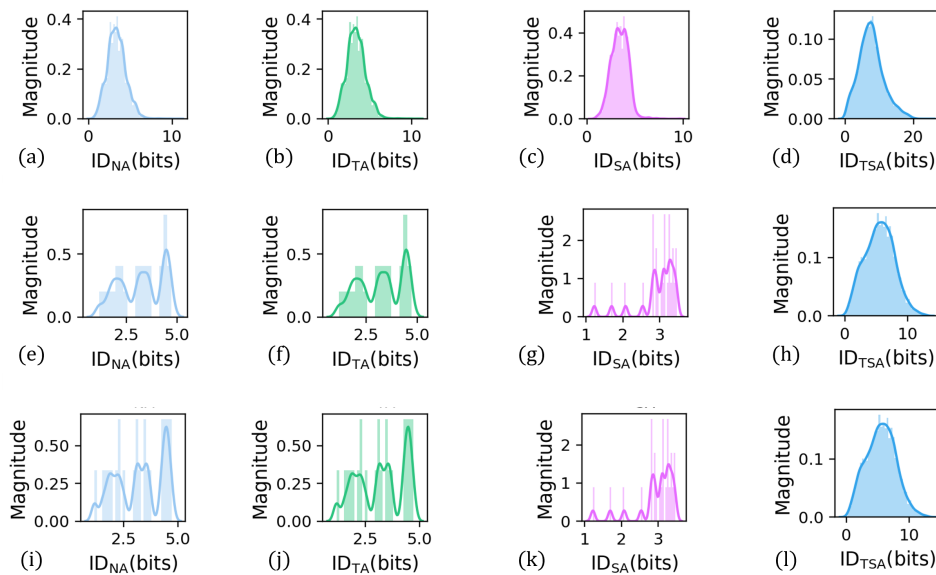 Magnitude
0.4
0.2
0.0
0
10
(a)
ID_NA(bits)
Magnitude
0.4
0.2
0.0
0
10
(b)
ID_TA(bits)
Magnitude
0.4
0.2
0.0
0
10
(c)
ID_SA(bits)
Magnitude
0.10
0.05
0.00
0
20
(d)
ID_TSA(bits)
Magnitude
0.5
0.0
2.5
5.0
(e)
ID_NA(bits)
Magnitude
0.5
0.0
2.5
5.0
(f)
ID_TA(bits)
Magnitude
2
1
0
1
2
3
(g)
ID_SA(bits)
Magnitude
0.1
0.0
0
10
(h)
ID_TSA(bits)
Magnitude
0.50
0.25
0.00
2.5
5.0
(i)
ID_NA(bits)
Magnitude
0.50
0.25
0.00
2.5
5.0
(j)
ID_TA(bits)
Magnitude
2
1
0
1
2
3
(k)
ID_SA(bits)
Magnitude
0.1
0.0
0
10
(l)
ID_TSA(bits)